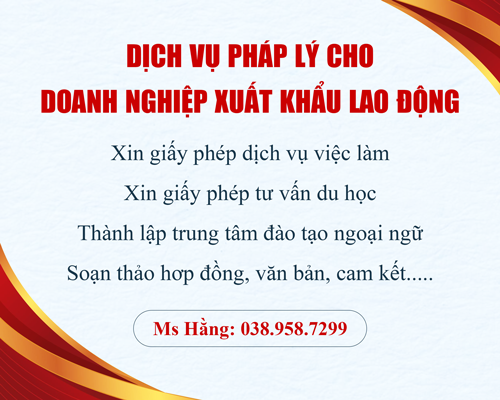 DỊCH VỤ PHÁP LÝ CHO
DOANH NGHIỆP XUẤT KHẨU LAO ĐỘNG
Xin giấy phép dịch vụ việc làm
Xin giấy phép tư vấn du học
Thành lập trung tâm đào tạo ngoại ngữ
Soạn thảo hơp đồng, văn bản, cam kết.....
Ms Hằng: 038.958.7299